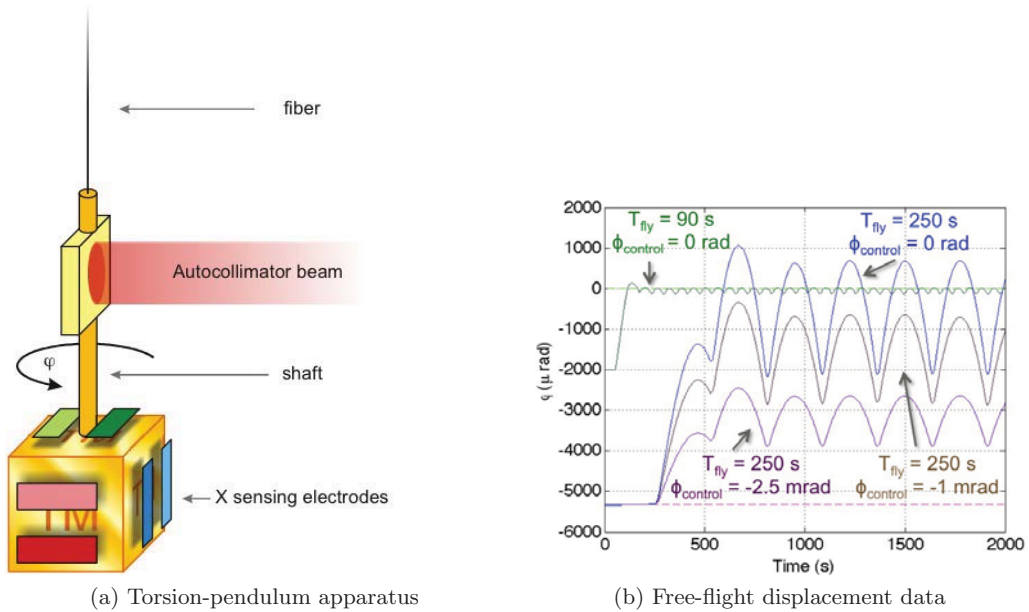 fiber
Autocollimator beam
φ
shaft
X sensing electrodes
TM
(a) Torsion-pendulum apparatus
T_fly = 90 s
ϕ_control = 0 rad
T_fly = 250 s
ϕ_control = 0 rad
2000
1000
0
-1000
-2000
-3000
-4000
-5000
-6000
(μ rad)
T_fly = 250 s
ϕ_control = -2.5 mrad
T_fly = 250 s
ϕ_control = -1 mrad
0
500
1000
1500
2000
Time (s)
(b) Free-flight displacement data